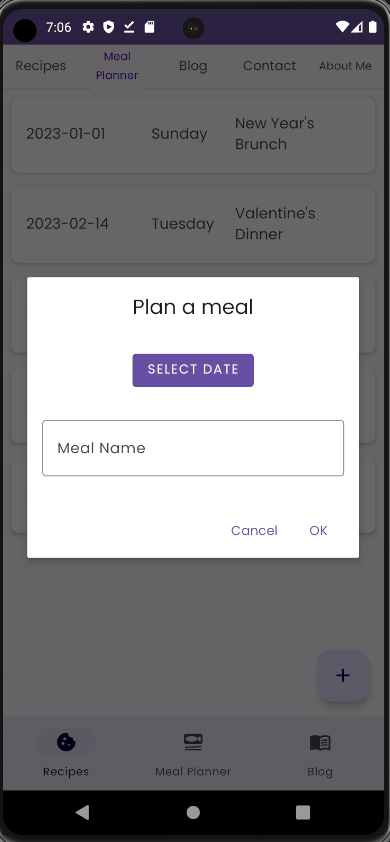 7:06
Recipes
Meal
Planner
Blog
Contact
About Me
2023-01-01
Sunday
New Year's
Brunch
2023-02-14
Tuesday
Valentine's
Dinner
Plan a meal
SELECT DATE
Meal Name
Cancel
OK
+
Recipes
Meal Planner
Blog